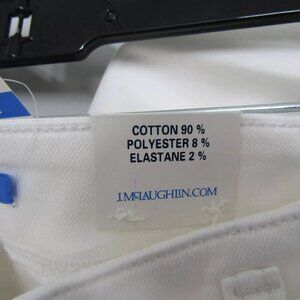 COTTON 90 %
POLYESTER 8 %
ELASTANE 2 %
J.MCLAUGHLIN.COM